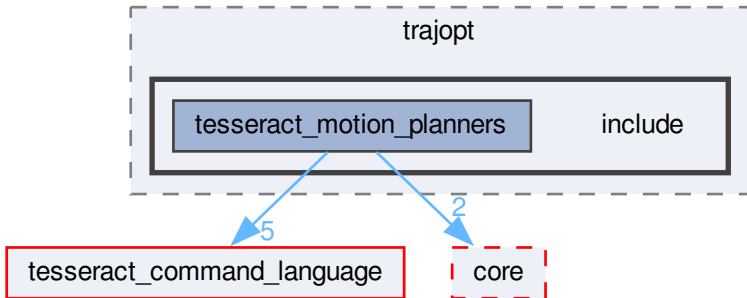 trajopt
tesseract_motion_planners
include
5
2
tesseract_command_language
core